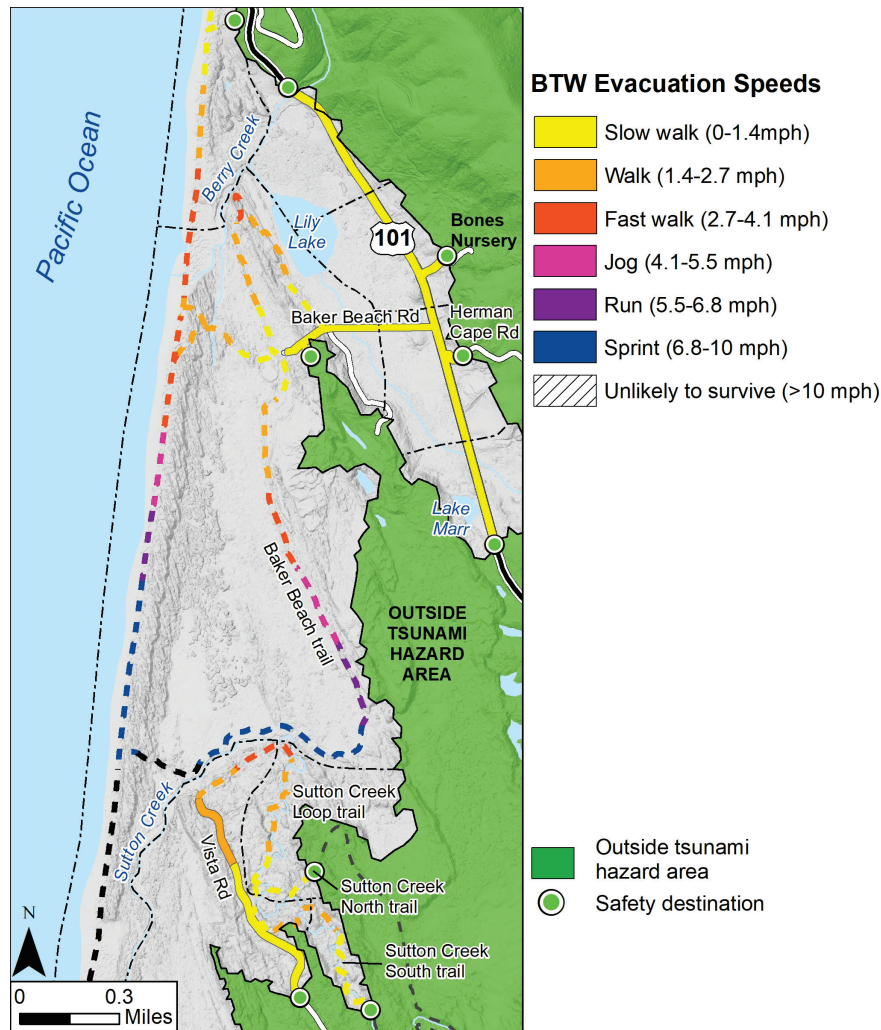 Pacific Ocean
Berry Creek
Lily
Lake
101
Bones
Nursery
Baker Beach Rd
Herman
Cape Rd
Lake
Marr
Baker Beach trail
OUTSIDE
TSUNAMI
HAZARD
AREA
Sutton Creek
Sutton Creek
Loop trail
Vista Rd
Sutton Creek
North trail
Sutton Creek
South trail
N
0 0.3
Miles
BTW Evacuation Speeds
Slow walk (0-1.4mph)
Walk (1.4-2.7 mph)
Fast walk (2.7-4.1 mph)
Jog (4.1-5.5 mph)
Run (5.5-6.8 mph)
Sprint (6.8-10 mph)
Unlikely to survive (>10 mph)
Outside tsunami
hazard area
Safety destination